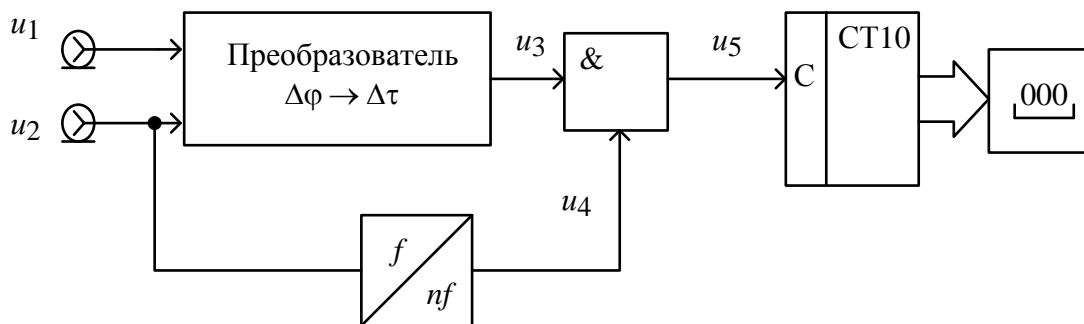 u1
u2
Преобразователь
Δφ → Δτ
u3
&
u5
C
CT10
000
u4
f
nf